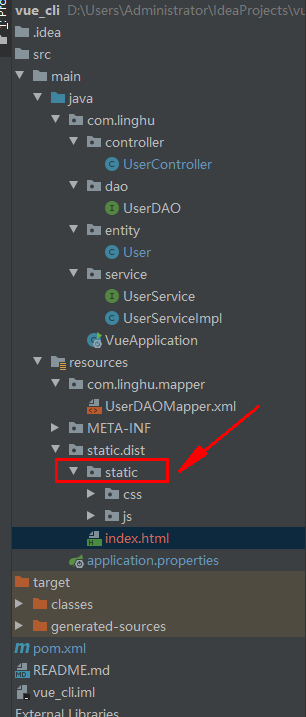 1: Pro
vue_cli D:\Users\Administrator\IdeaProjects\vu
.idea
src
main
java
com.linghu
controller
UserController
dao
UserDAO
entity
User
service
UserService
UserServiceImpl
VueApplication
resources
com.linghu.mapper
UserDAOMapper.xml
META-INF
static.dist
static
css
js
index.html
application.properties
target
classes
generated-sources
pom.xml
README.md
vue_cli.iml
External Libraries